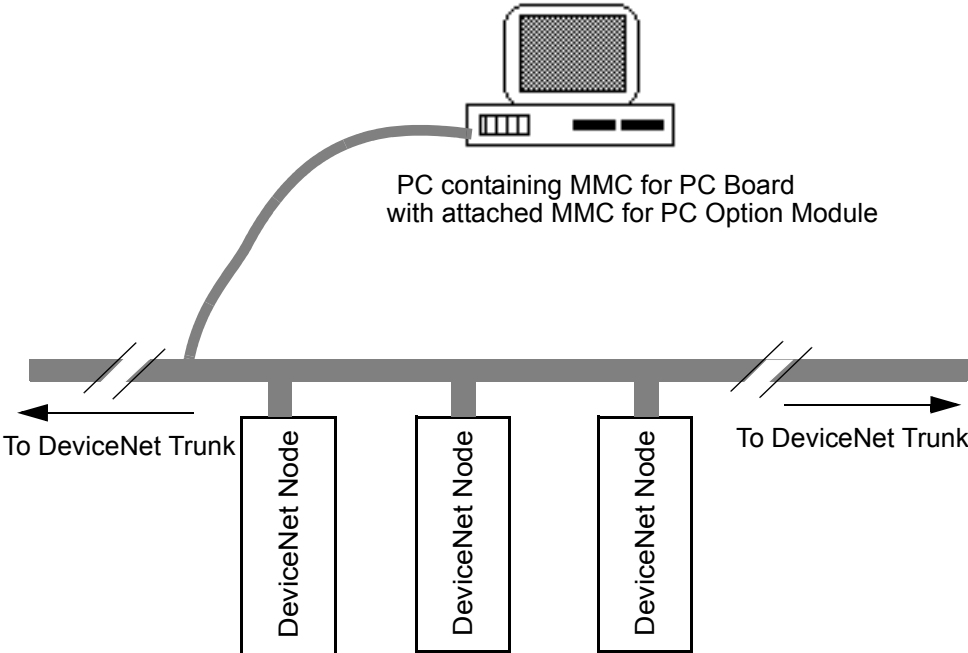 PC containing MMC for PC Board
with attached MMC for PC Option Module
To DeviceNet Trunk
To DeviceNet Trunk
DeviceNet Node
DeviceNet Node
DeviceNet Node